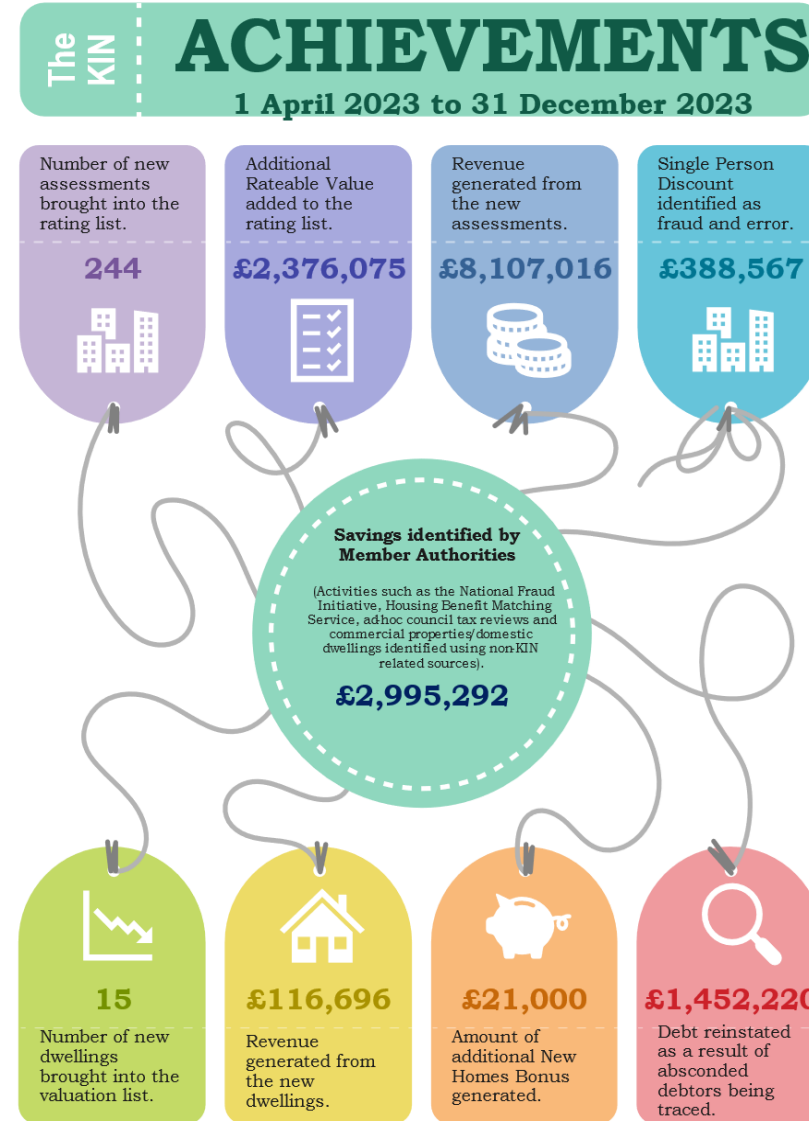 The
KIN
ACHIEVEMENTS
1 April 2023 to 31 December 2023
Number of new
assessments
brought into the
rating list.
244
Additional
Rateable Value
added to the
rating list.
£2,376,075
Revenue
generated from
the new
assessments.
£8,107,016
Single Person
Discount
identified as
fraud and error.
£388,567
Savings identified by
Member Authorities
(Activities such as the National Fraud
Initiative, Housing Benefit Matching
Service, ad-hoc council tax reviews and
commercial properties/domestic
dwellings identified using non-KIN
related sources).
£2,995,292
15
Number of new
dwellings
brought into the
valuation list.
£116,696
Revenue
generated from
the new
dwellings.
£21,000
Amount of
additional New
Homes Bonus
generated.
£1,452,220
Debt reinstated
as a result of
absconded
debtors being
traced.